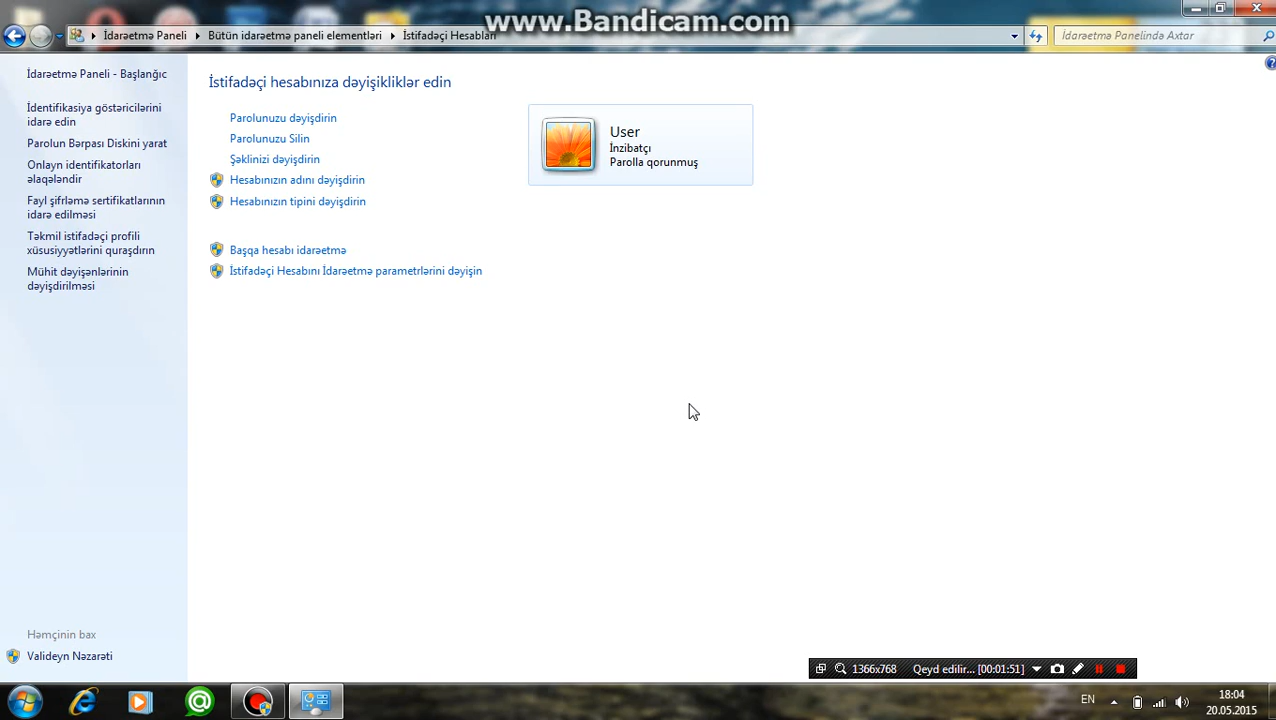 www.Bandicam.com
İdarəetmə Paneli
Bütün idarəetmə paneli elementləri
İstifadəçi Hesabları
İdarəetmə Panelində Axtar
İdarəetmə Paneli - Başlanğıc
İdentifikasiya göstəricilərini
idarə edin
Parolun Bərpası Diskini yarat
Onlayn identifikatorları
əlaqələndir
Fayl şifrləmə sertifikatlarının
idarə edilməsi
Təkmil istifadəçi profili
xüsusiyyətlərini quraşdırın
Mühit dəyişənlərinin
dəyişdirilməsi
İstifadəçi hesabınıza dəyişikliklər edin
Parolunuzu dəyişdirin
Parolunuzu Silin
Şəklinizi dəyişdirin
Hesabınızın adını dəyişdirin
Hesabınızın tipini dəyişdirin
Başqa hesabı idarəetmə
İstifadəçi Hesabını İdarəetmə parametrlərini dəyişin
User
İnzibatçı
Parolla qorunmuş
Həmçinin bax
Valideyn Nəzarəti
1366x768 Qeyd edilir... [00:01:51]
EN
18:04
20.05.2015